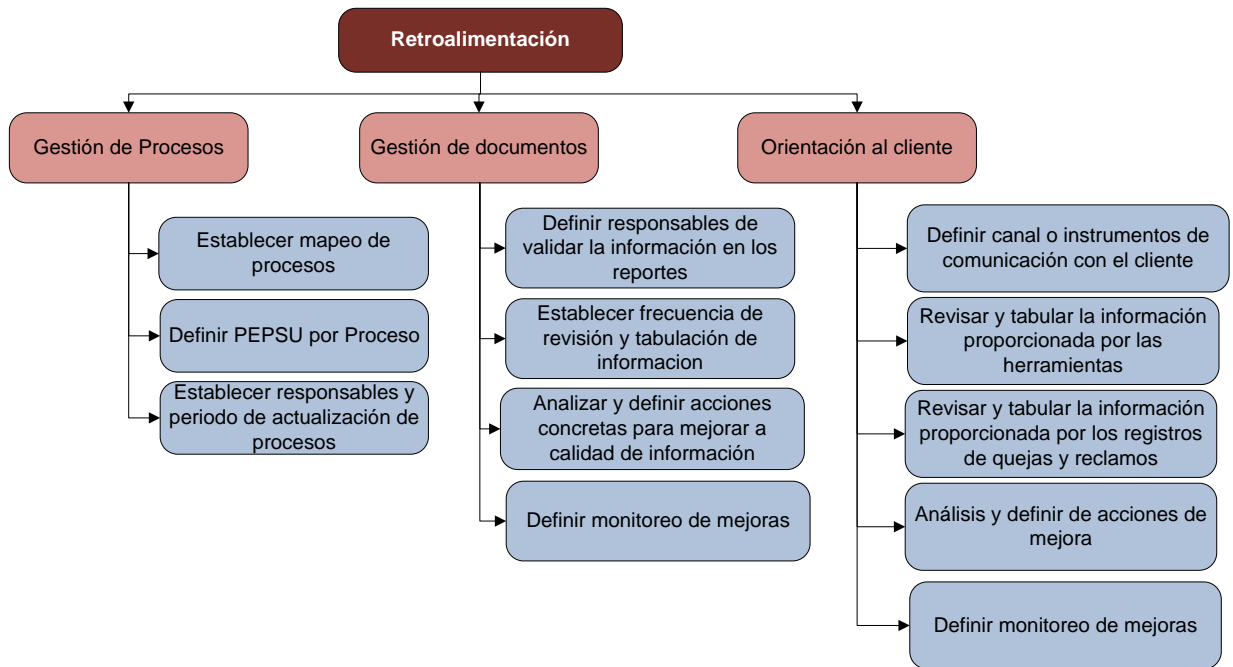 Retroalimentación
Gestión de Procesos
Establecer mapeo de
procesos
Definir PEPSU por Proceso
Establecer responsables y
periodo de actualización de
procesos
Gestión de documentos
Definir responsables de
validar la información en los
reportes
Establecer frecuencia de
revisión y tabulación de
informacion
Analizar y definir acciones
concretas para mejorar a
calidad de información
Definir monitoreo de mejoras
Orientación al cliente
Definir canal o instrumentos de
comunicación con el cliente
Revisar y tabular la información
proporcionada por las
herramientas
Revisar y tabular la información
proporcionada por los registros
de quejas y reclamos
Análisis y definir de acciones de
mejora
Definir monitoreo de mejoras